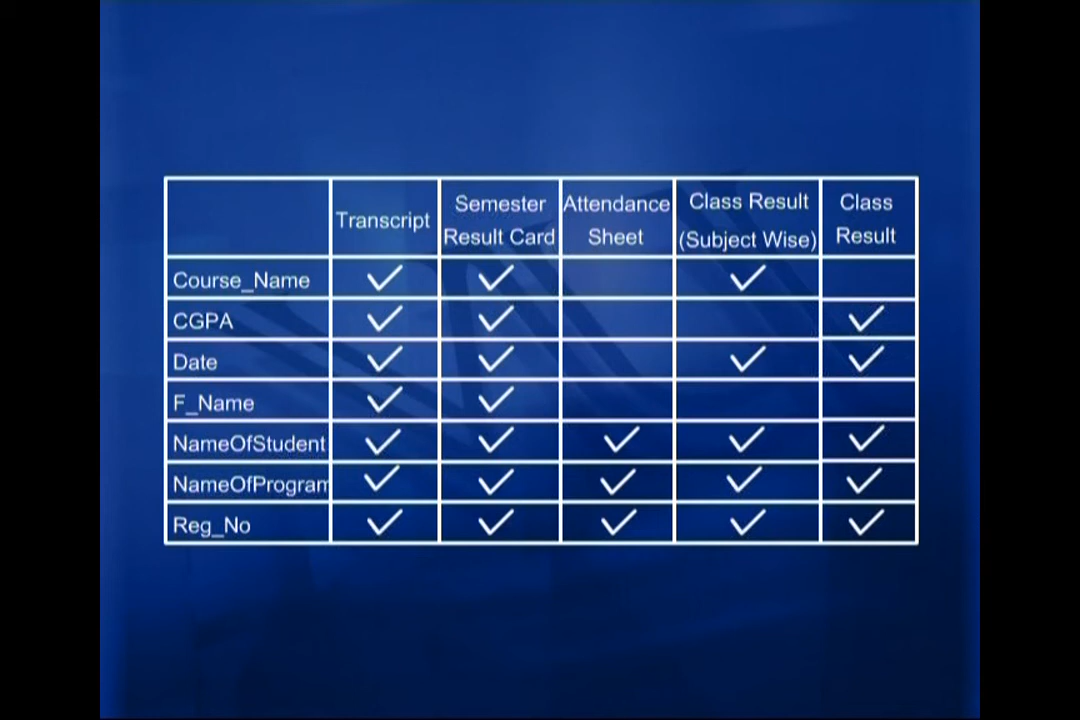 Transcript Semester Result Card Attendance Sheet Class Result (Subject Wise) Class Result
Course_Name ✓ ✓ ✓
CGPA ✓ ✓ ✓
Date ✓ ✓ ✓ ✓
F_Name ✓ ✓
NameOfStudent ✓ ✓ ✓ ✓ ✓
NameOfProgram ✓ ✓ ✓ ✓ ✓
Reg_No ✓ ✓ ✓ ✓ ✓